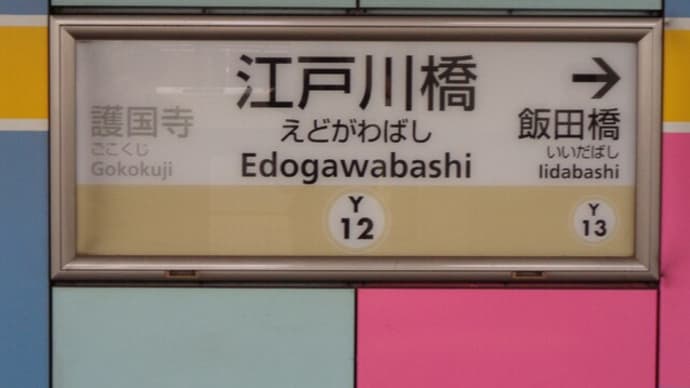 江戸川橋
えどがわばし
Edogawabashi
Y
12
護国寺
ごこくじ
Gokokuji
→
飯田橋
いいだばし
Iidabashi
Y
13